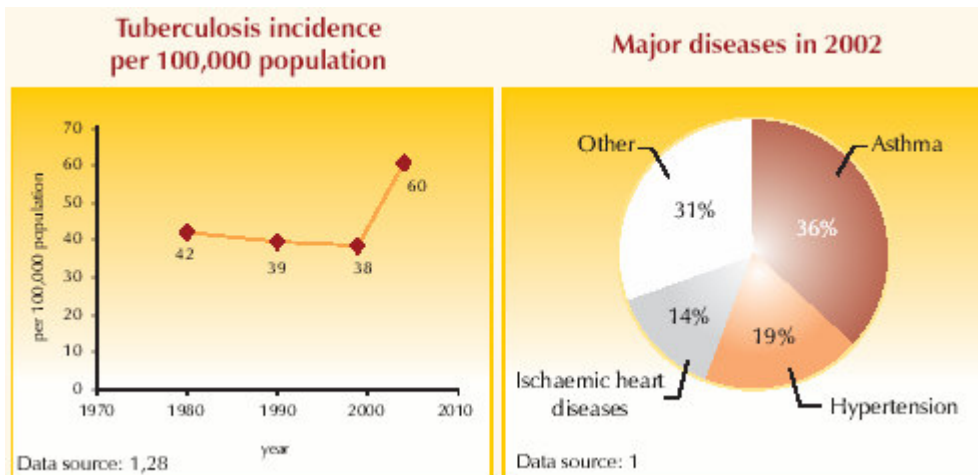 Tuberculosis incidence
per 100,000 population
70
60
50
40
30
20
10
0
per 100,000 population
42
39
38
60
1970
1980
1990
2000
2010
year
Data source: 1,28
Major diseases in 2002
Other
Asthma
31%
36%
14%
19%
Ischaemic heart
diseases
Hypertension
Data source: 1